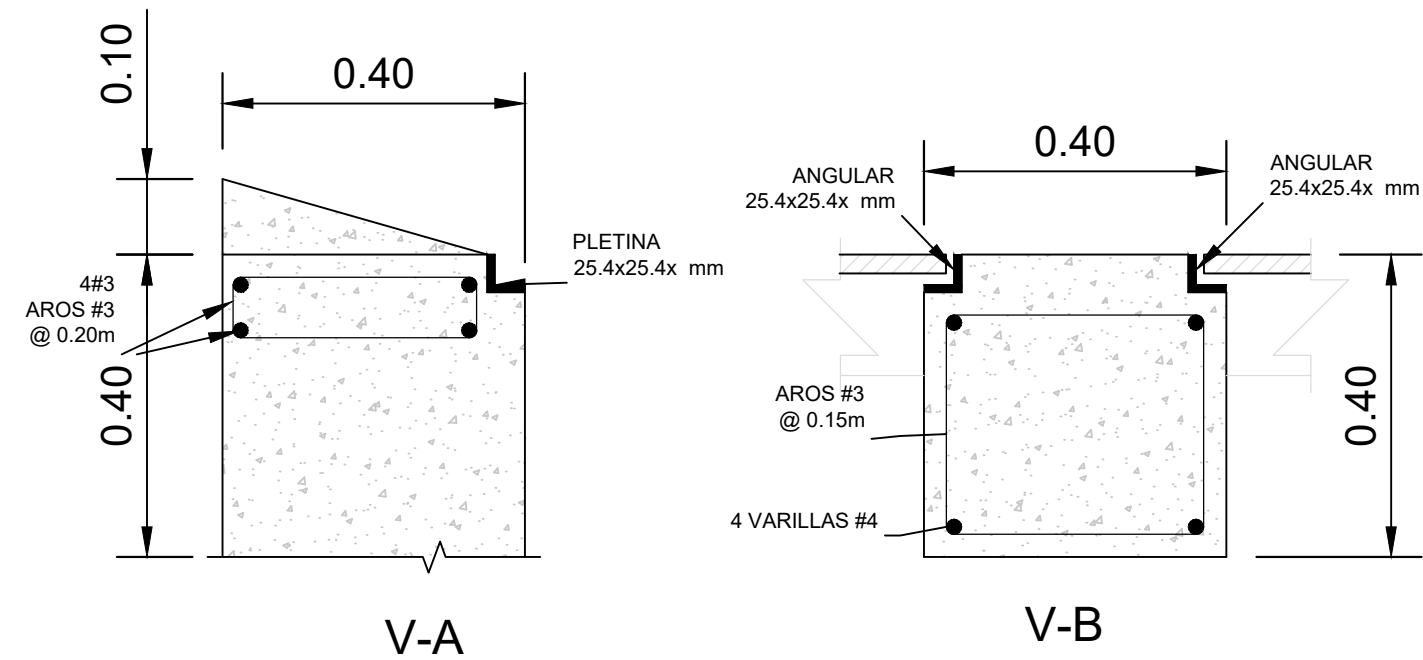 0.10
0.40
4#3
AROS #3
@ 0.20m
0.40
PLETINA
25.4x25.4x mm
V-A
0.40
ANGULAR
25.4x25.4x mm
ANGULAR
25.4x25.4x mm
AROS #3
@ 0.15m
0.40
4 VARILLAS #4
V-B